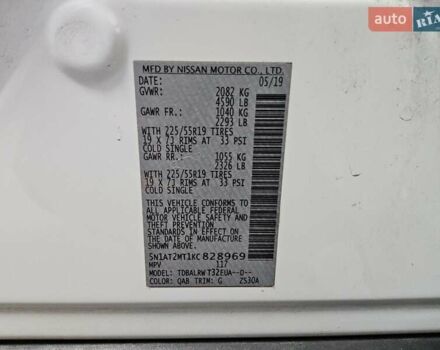 auto RIA
MFD BY NISSAN MOTOR CO., LTD.
DATE: 05/19
GVWR: 2082 KG
4590 LB
GAWR FR.: 1040 KG
2293 LB
WITH 225/55R19 TIRES
19 X 7J RIMS AT 33 PSI
COLD SINGLE
GAWR RR.: 1055 KG
2326 LB
WITH 225/55R19 TIRES
19 X 7J RIMS AT 33 PSI
COLD SINGLE
THIS VEHICLE CONFORMS TO ALL
APPLICABLE U.S. FEDERAL MOTOR
VEHICLE SAFETY, BUMPER, AND
THEFT PREVENTION STANDARDS
IN EFFECT ON THE DATE OF
MANUFACTURE SHOWN ABOVE.
5N1AT2MT1KC828969
MPV 117
MODEL: TDBALRW T32EUA--D--
COLOR: QAB TRIM: G ZS30A